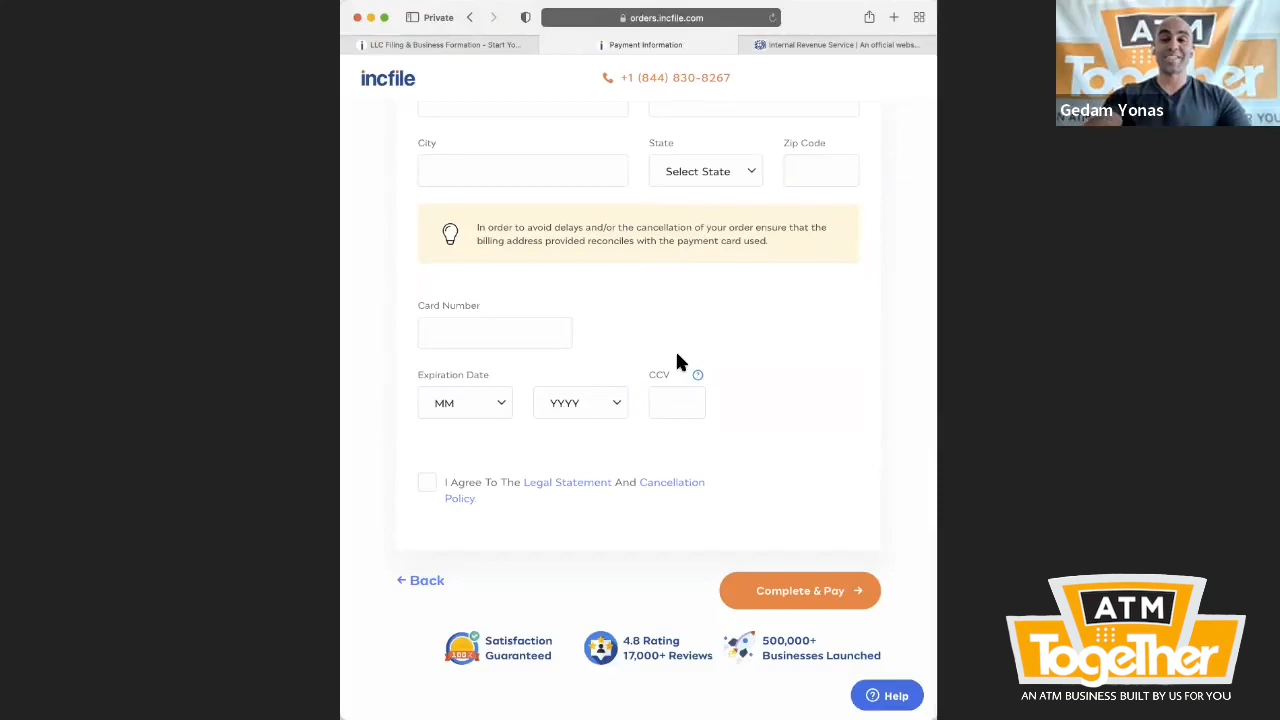 Private
orders.incfile.com
LLC Filing & Business Formation – Start Yo...
Payment Information
Internal Revenue Service | An official webs...
incfile
+1 (844) 830-8267
City
State
Zip Code
Select State
In order to avoid delays and/or the cancellation of your order ensure that the
billing address provided reconciles with the payment card used.
Card Number
Expiration Date
CCV
MM
YYYY
I Agree To The Legal Statement And Cancellation
Policy.
← Back
Complete & Pay →
100%
Satisfaction
Guaranteed
4.8 Rating
17,000+ Reviews
500,000+
Businesses Launched
Help
ATM
Together
Gedam Yonas
ATM
Together
AN ATM BUSINESS BUILT BY US FOR YOU